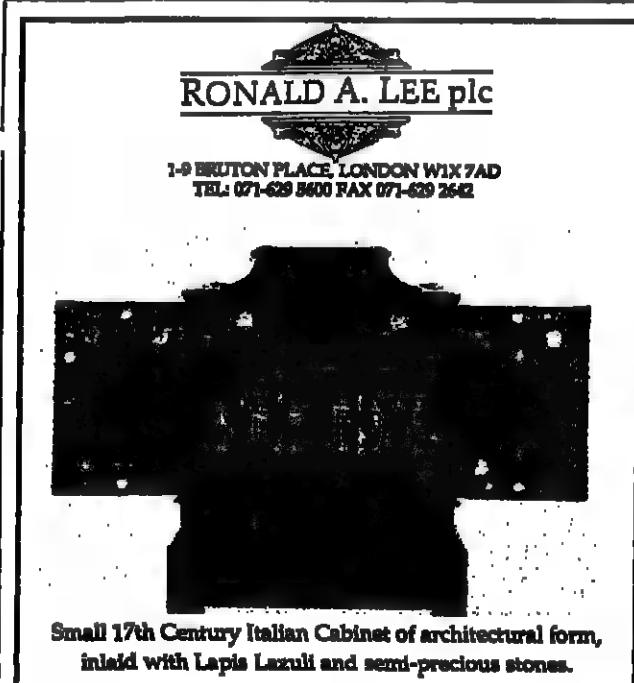 RONALD A. LEE plc
1-9 BRUTON PLACE, LONDON W1X 7AD
TEL: 071-629 5600 FAX 071-629 2642
Small 17th Century Italian Cabinet of architectural form,
inlaid with Lapis Lazuli and semi-precious stones.